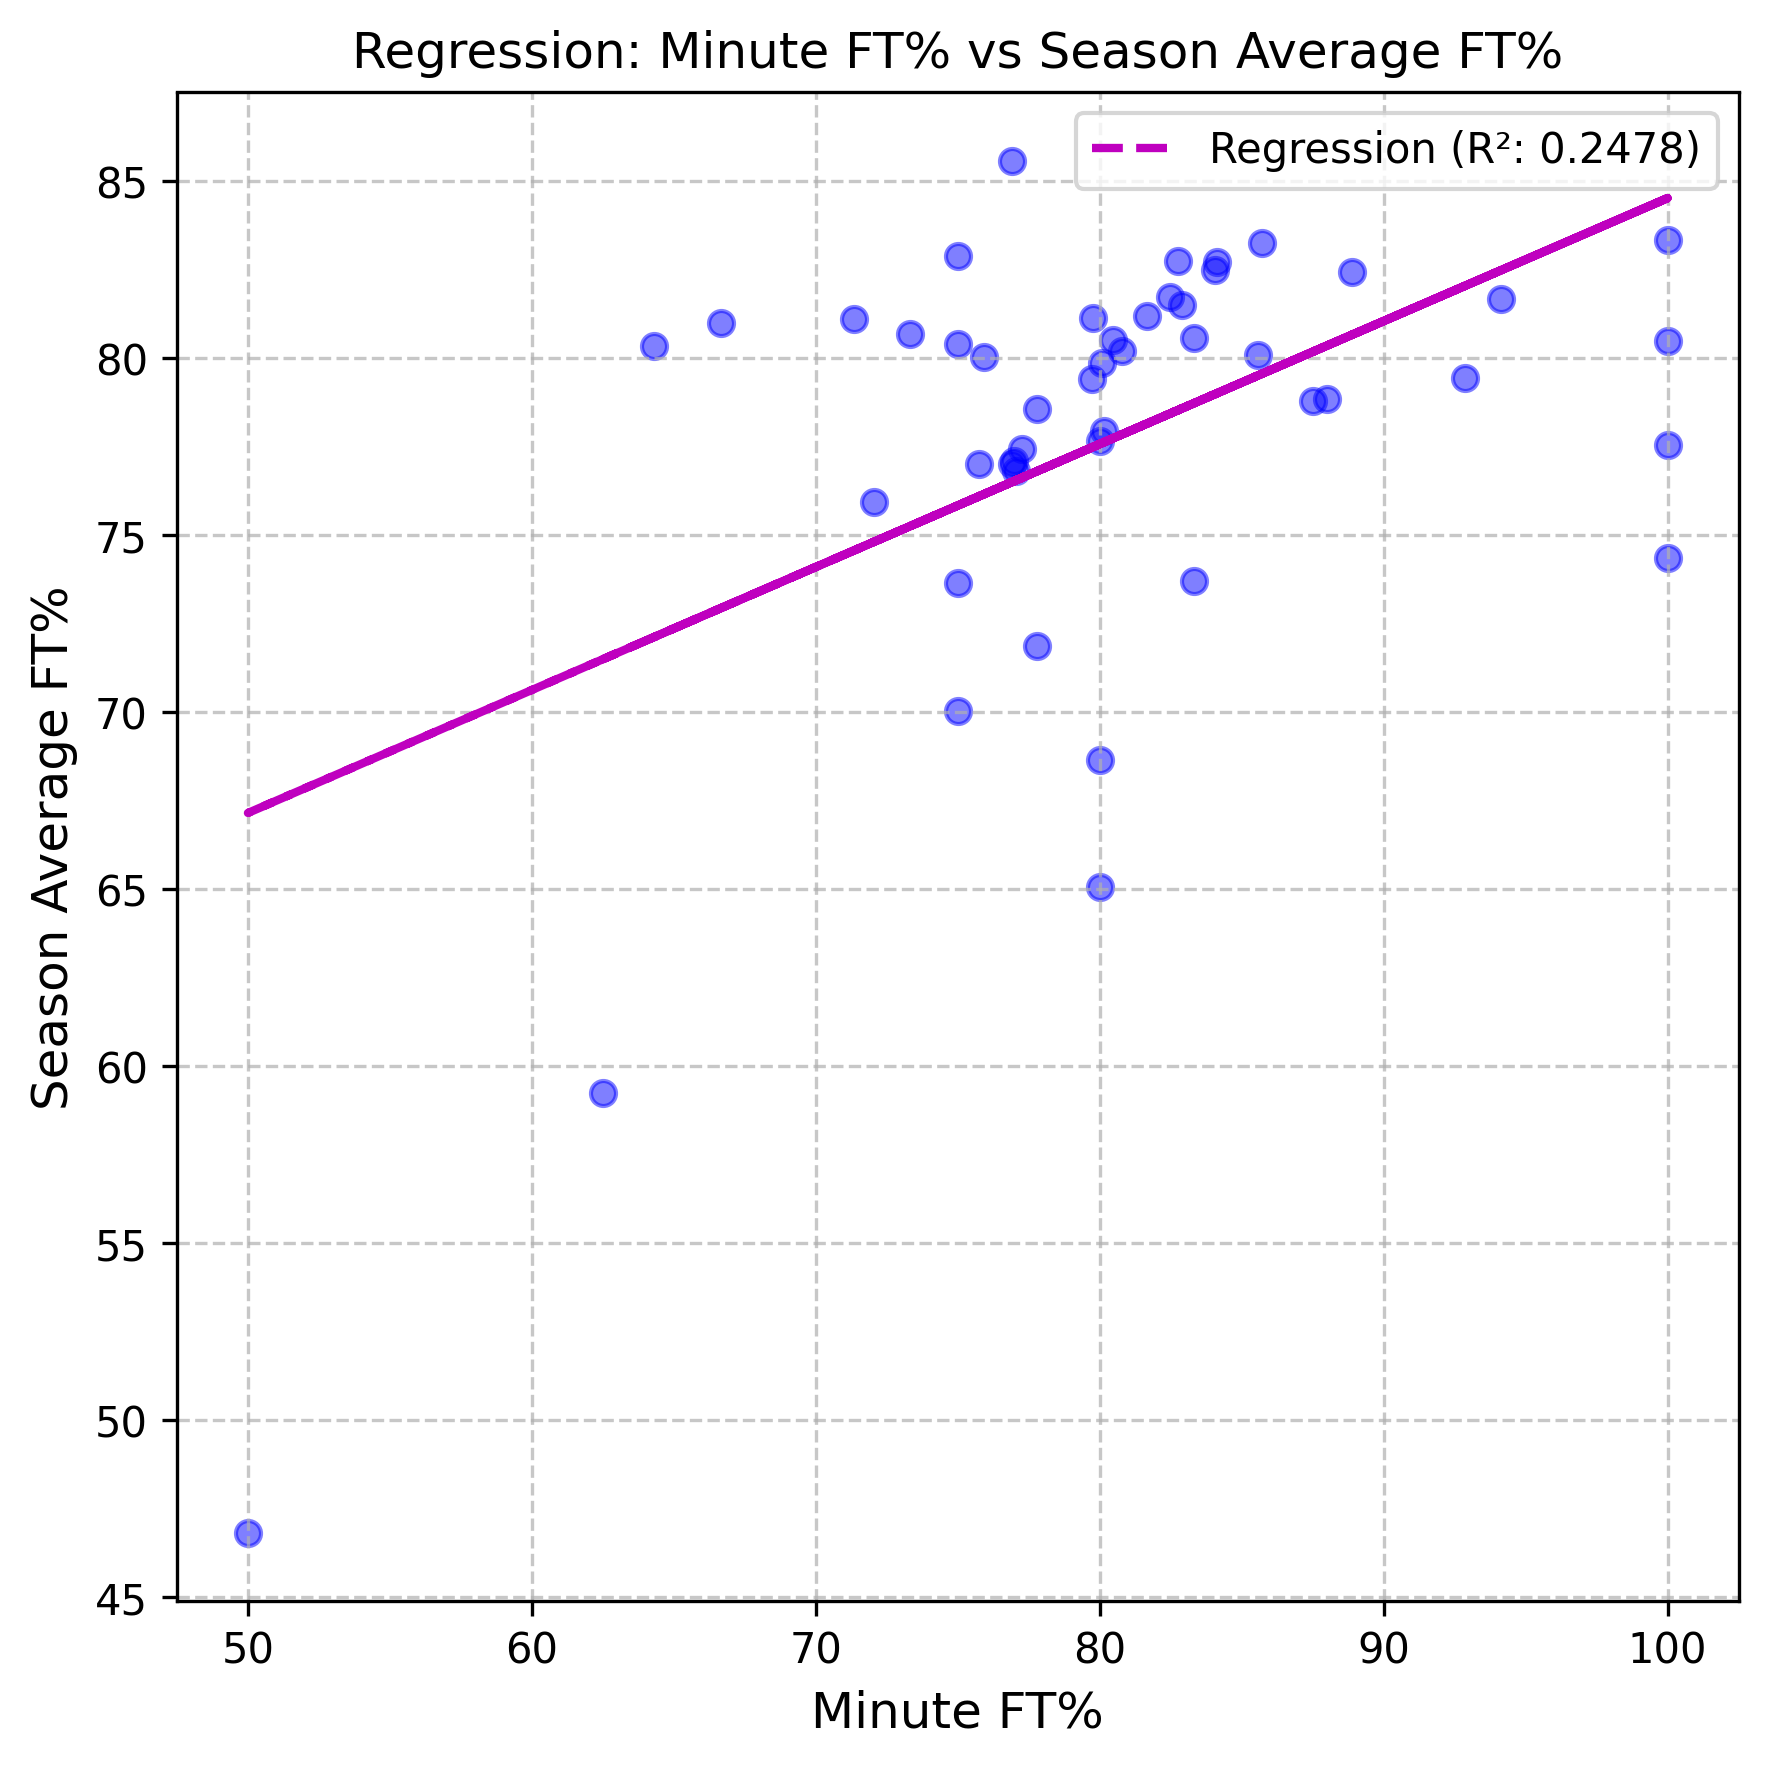 Regression: Minute FT% vs Season Average FT%
Regression (R²: 0.2478)
85
80
75
70
65
60
55
50
45
Season Average FT%
50 60 70 80 90 100
Minute FT%